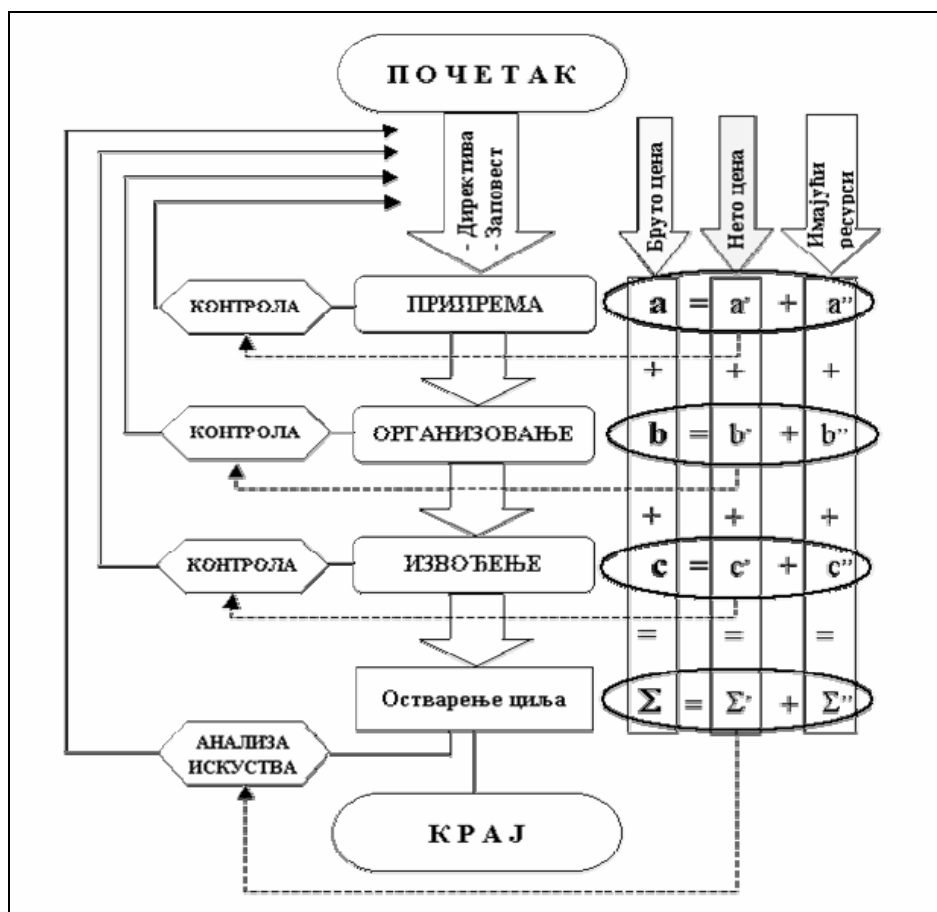 ПОЧЕТАК
- Директива
- Заповест
Бруто цена
Нето цена
Имајући
ресурси
КОНТРОЛА
ПРИПРЕМА
a = a' + a''
+ + +
КОНТРОЛА
ОРГАНИЗОВАЊЕ
b = b' + b''
+ + +
КОНТРОЛА
ИЗВОЂЕЊЕ
c = c' + c''
= = =
Остварење циља
Σ = Σ' + Σ''
АНАЛИЗА
ИСКУСТВА
КРАЈ